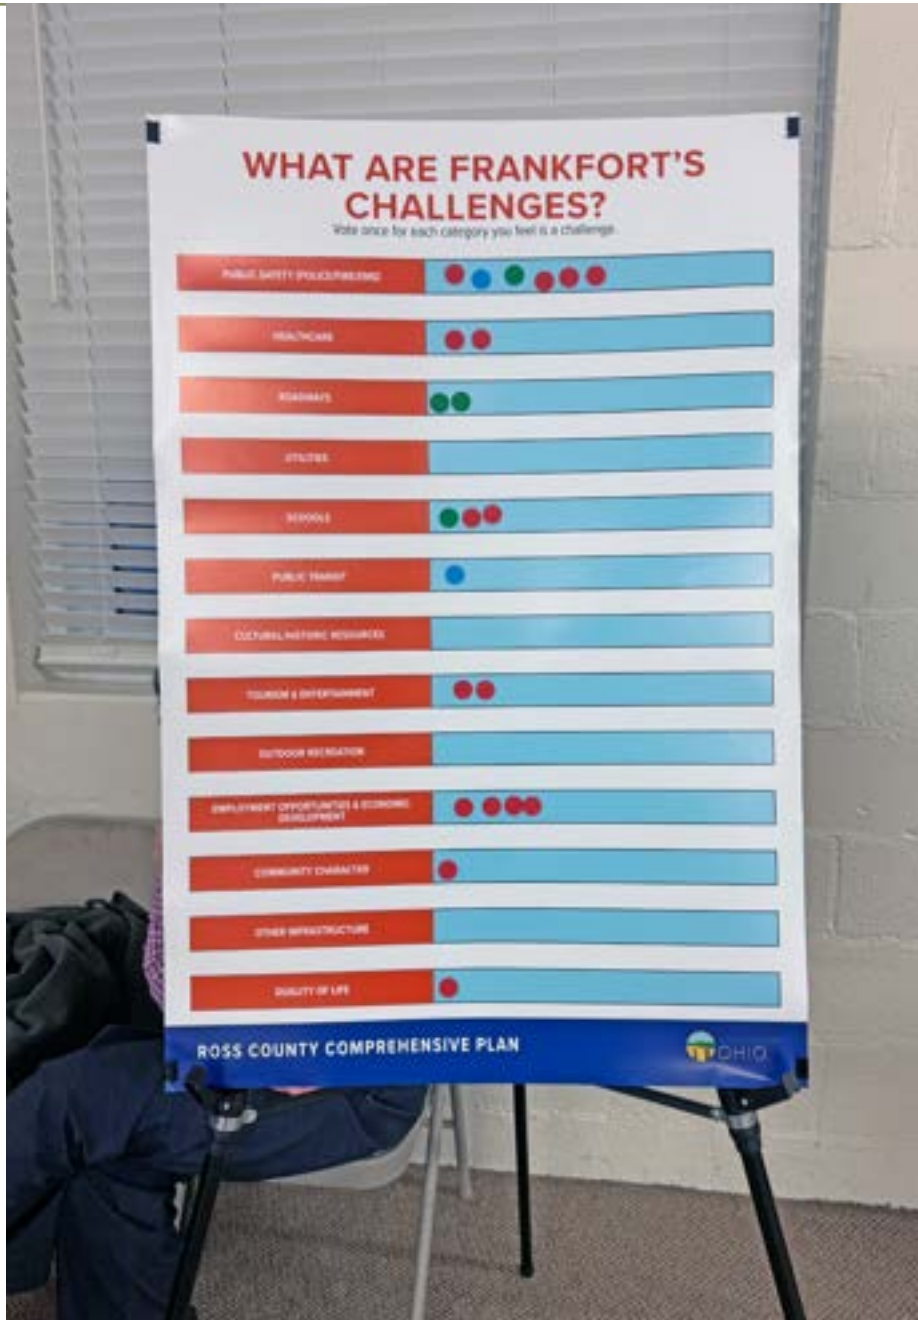 WHAT ARE FRANKFORT'S
CHALLENGES?
Vote once for each category you feel is a challenge.
PUBLIC SAFETY (POLICE/FIRE/EMS)
HEALTHCARE
ROADWAYS
UTILITIES
SCHOOLS
PUBLIC TRANSIT
CULTURAL/HISTORIC RESOURCES
TOURISM & ENTERTAINMENT
OUTDOOR RECREATION
EMPLOYMENT OPPORTUNITIES & ECONOMIC
DEVELOPMENT
COMMUNITY CHARACTER
OTHER INFRASTRUCTURE
QUALITY OF LIFE
ROSS COUNTY COMPREHENSIVE PLAN
OHIO